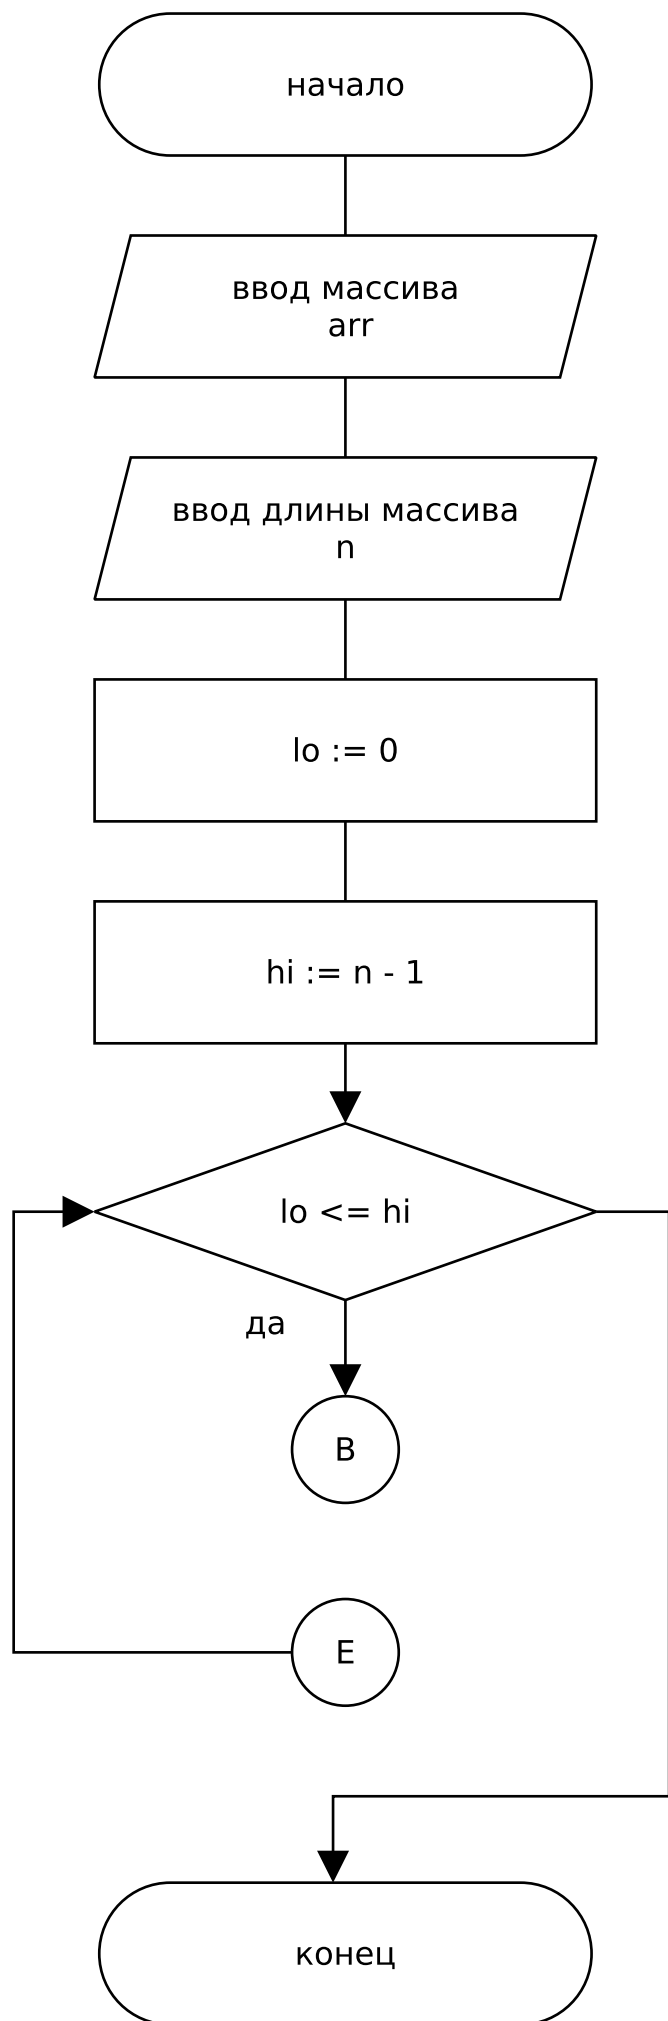 начало
ввод массива
arr
ввод длины массива
n
lo := 0
hi := n - 1
lo <= hi
да
B
E
конец